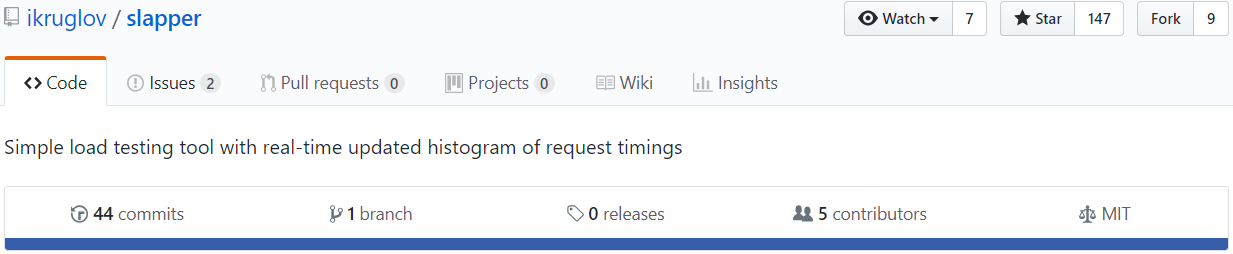 ikruglov / slapper Watch 7 Star 147 Fork 9
Code Issues 2 Pull requests 0 Projects 0 Wiki Insights
Simple load testing tool with real-time updated histogram of request timings
44 commits 1 branch 0 releases 5 contributors MIT